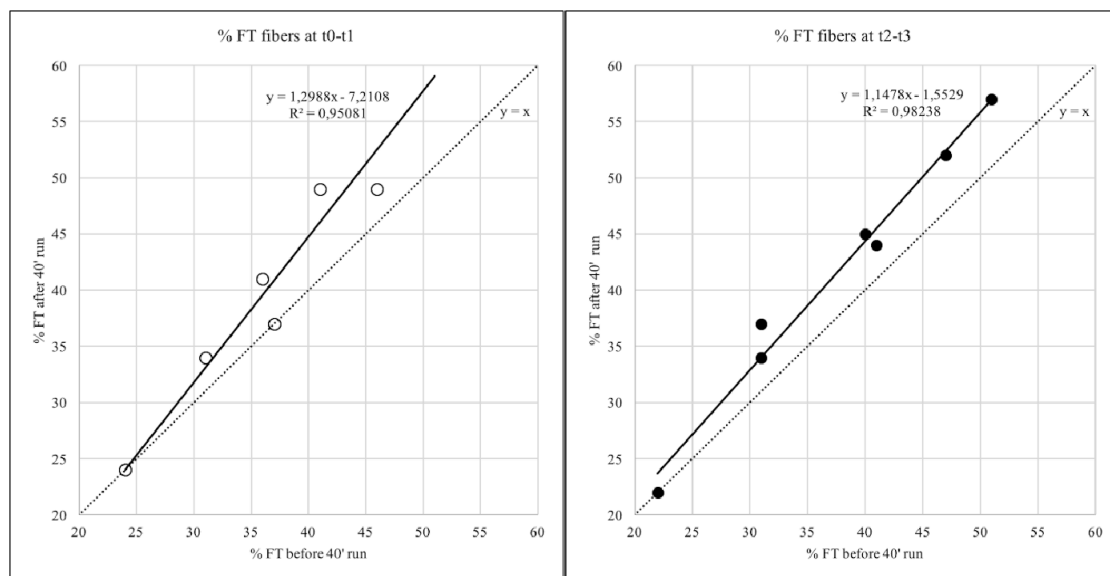 % FT fibers at t0-t1
60
55
50
45
40
35
30
25
20
% FT after 40' run
y = 1,2988x - 7,2108
R² = 0,95081
y = x
20 25 30 35 40 45 50 55 60
% FT before 40' run
% FT fibers at t2-t3
60
55
50
45
40
35
30
25
20
% FT after 40' run
y = 1,1478x - 1,5529
R² = 0,98238
y = x
20 25 30 35 40 45 50 55 60
% FT before 40' run